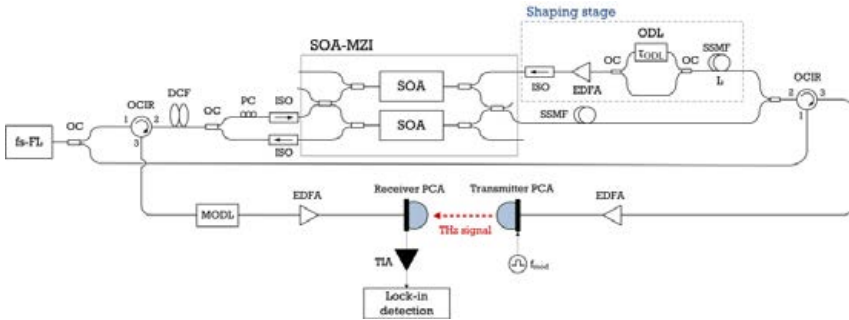 Shaping stage
ODL
SSMF
SOA-MZI
OC
τODL
OC
OCIR
OCIR
DCF
PC
ISO
SOA
ISO
EDFA
L
2
3
1
fs-FL
OC
1
2
3
OC
ISO
SOA
SSMF
MODL
EDFA
Receiver PCA
Transmitter PCA
EDFA
THz signal
TIA
fmod
Lock-in
detection